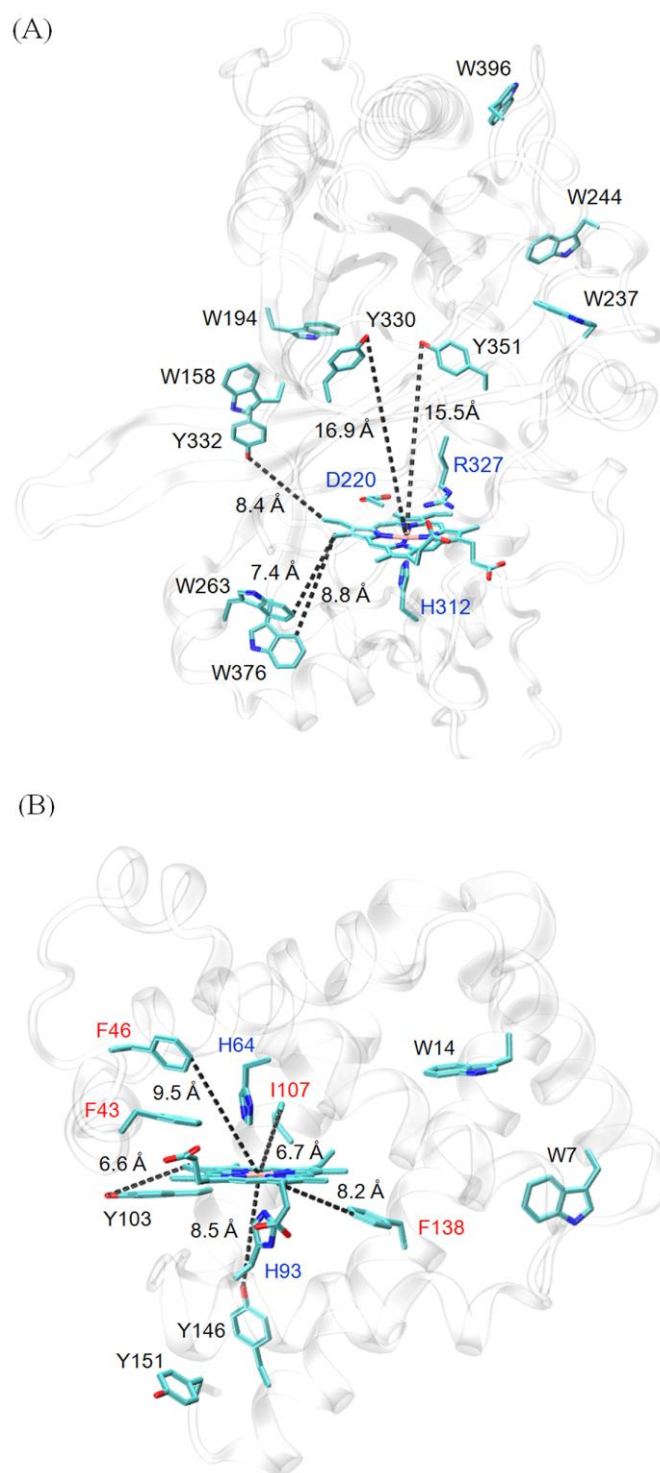 (A)
W396
W244
W237
W194
Y330
Y351
W158
16.9 Å
15.5Å
Y332
R327
D220
8.4 Å
7.4 Å
W263
8.8 Å
H312
W376
(B)
F46
H64
W14
I107
9.5 Å
F43
6.7 Å
W7
6.6 Å
8.2 Å
Y103
8.5 Å
F138
H93
Y146
Y151